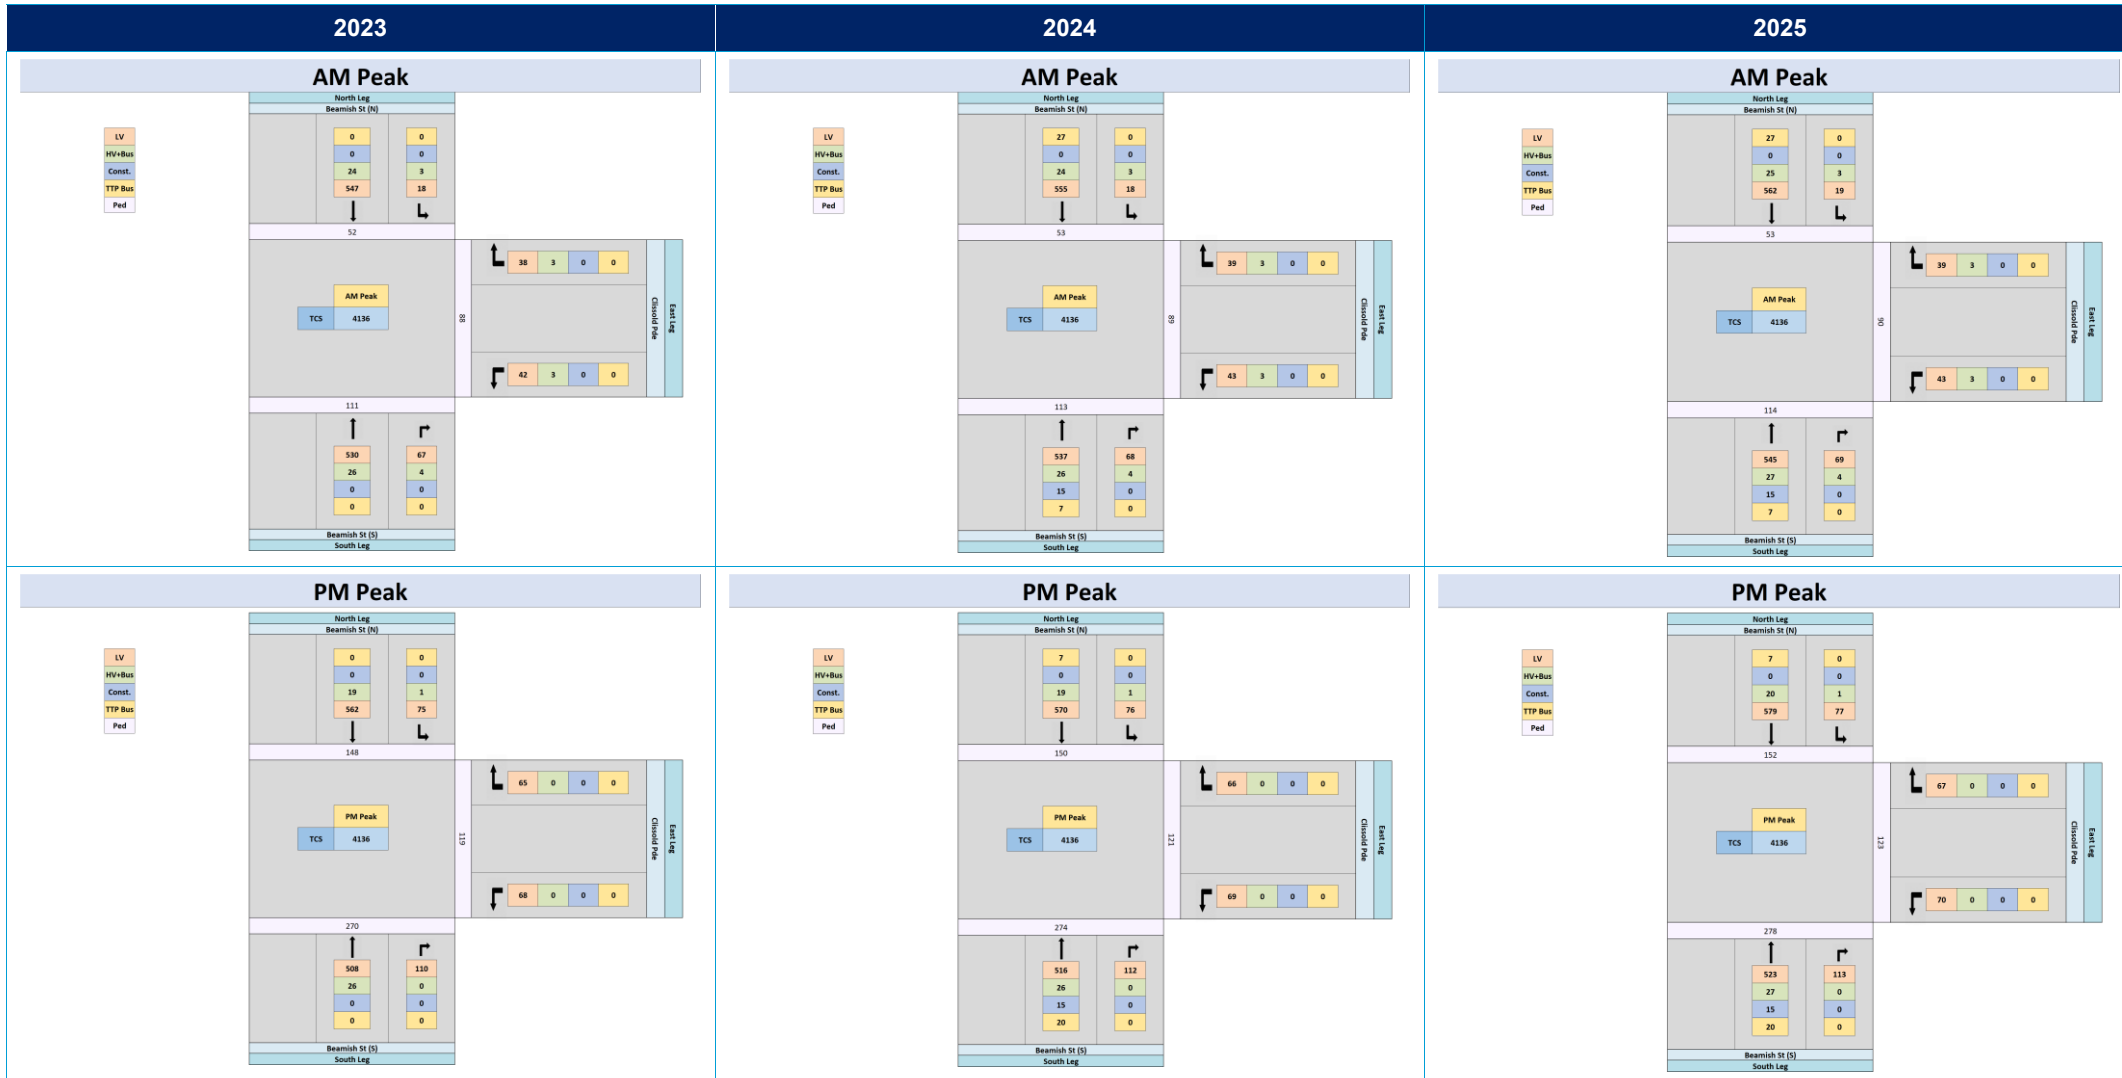 2023 2024 2025
AM Peak
North Leg
Beamish St (N)
LV
HV+Bus
Const.
TTP Bus
Ped
0 0
0 0
24 3
547 18
52
38 3 0 0
AM Peak
TCS 4136
88
Clissold Pde
East Leg
42 3 0 0
111
530 67
26 4
0 0
0 0
Beamish St (S)
South Leg
AM Peak
North Leg
Beamish St (N)
LV
HV+Bus
Const.
TTP Bus
Ped
27 0
0 0
24 3
555 18
53
39 3 0 0
AM Peak
TCS 4136
89
Clissold Pde
East Leg
43 3 0 0
113
537 68
26 4
15 0
7 0
Beamish St (S)
South Leg
AM Peak
North Leg
Beamish St (N)
LV
HV+Bus
Const.
TTP Bus
Ped
27 0
0 0
25 3
562 19
53
39 3 0 0
AM Peak
TCS 4136
90
Clissold Pde
East Leg
43 3 0 0
114
545 69
27 4
15 0
7 0
Beamish St (S)
South Leg
PM Peak
North Leg
Beamish St (N)
LV
HV+Bus
Const.
TTP Bus
Ped
0 0
0 0
19 1
562 75
148
65 0 0 0
PM Peak
TCS 4136
119
Clissold Pde
East Leg
68 0 0 0
270
508 110
26 0
0 0
0 0
Beamish St (S)
South Leg
PM Peak
North Leg
Beamish St (N)
LV
HV+Bus
Const.
TTP Bus
Ped
7 0
0 0
19 1
570 76
150
66 0 0 0
PM Peak
TCS 4136
121
Clissold Pde
East Leg
69 0 0 0
274
516 112
26 0
15 0
20 0
Beamish St (S)
South Leg
PM Peak
North Leg
Beamish St (N)
LV
HV+Bus
Const.
TTP Bus
Ped
7 0
0 0
20 1
579 77
152
67 0 0 0
PM Peak
TCS 4136
123
Clissold Pde
East Leg
70 0 0 0
278
523 113
27 0
15 0
20 0
Beamish St (S)
South Leg